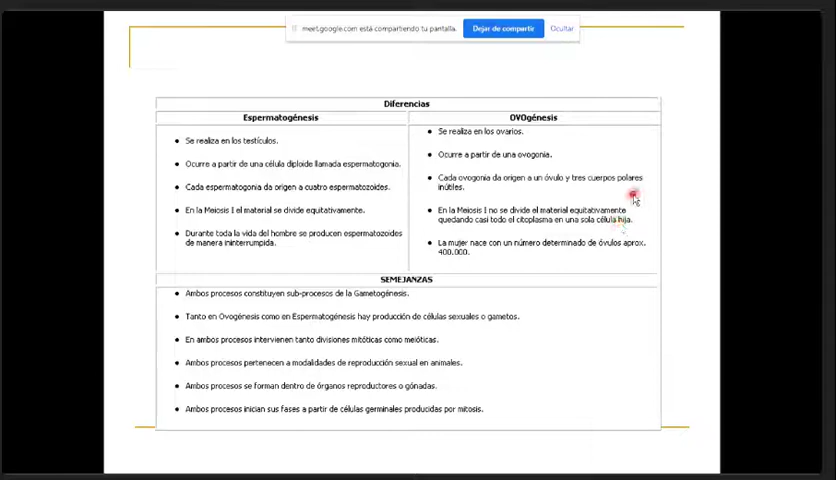 meet.google.com está compartiendo tu pantalla.
Dejar de compartir
Ocultar
Diferencias
Espermatogénesis
Se realiza en los testículos.
Ocurre a partir de una célula diploide llamada espermatogonia.
Cada espermatogonia da origen a cuatro espermatozoides.
En la Meiosis I el material se divide equitativamente.
Durante toda la vida del hombre se producen espermatozoides
de manera ininterrumpida.
OVOgénesis
Se realiza en los ovarios.
Ocurre a partir de una ovogonia.
Cada ovogonia da origen a un óvulo y tres cuerpos polares
inútiles.
En la Meiosis I no se divide el material equitativamente
quedando casi todo el citoplasma en una sola célula hija.
La mujer nace con un número determinado de óvulos aprox.
400.000.
SEMEJANZAS
Ambos procesos constituyen sub-procesos de la Gametogénesis.
Tanto en Ovogénesis como en Espermatogénesis hay producción de células sexuales o gametos.
En ambos procesos intervienen tanto divisiones mitóticas como meióticas.
Ambos procesos pertenecen a modalidades de reproducción sexual en animales.
Ambos procesos se forman dentro de órganos reproductores o gónadas.
Ambos procesos inician sus fases a partir de células germinales producidas por mitosis.